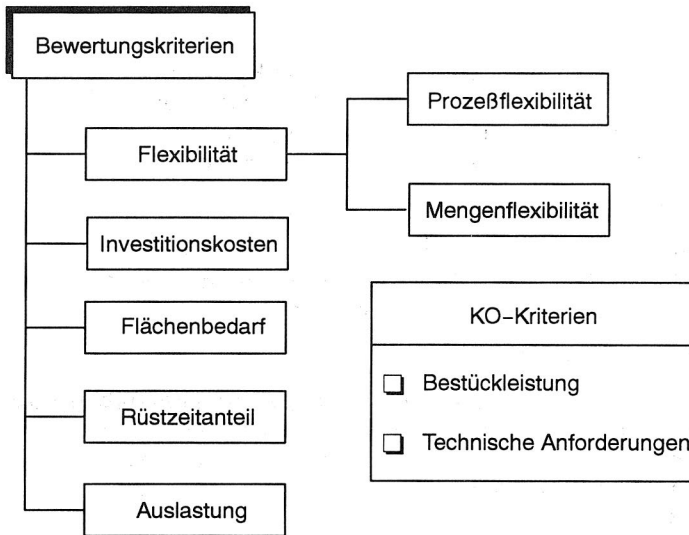 Bewertungskriterien
Flexibilität
Prozeßflexibilität
Mengenflexibilität
Investitionskosten
Flächenbedarf
Rüstzeitanteil
Auslastung
KO-Kriterien
❏ Bestückleistung
❏ Technische Anforderungen